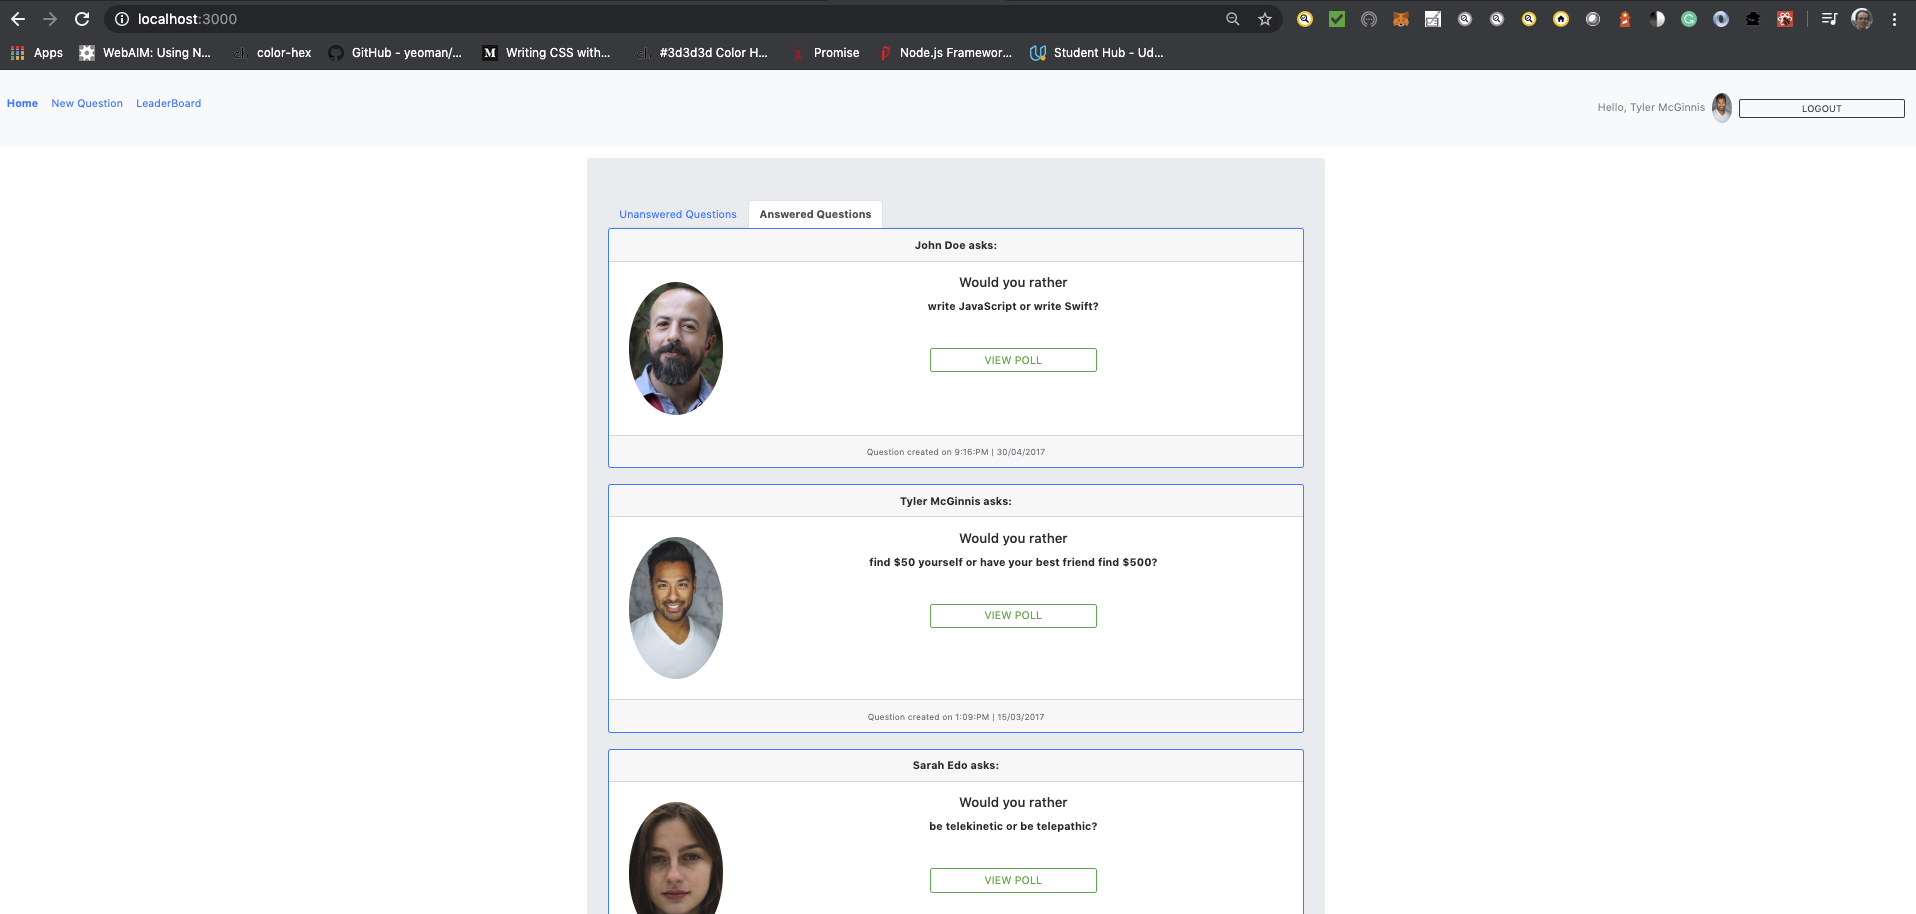 localhost:3000
Apps WebAIM: Using N... color-hex GitHub - yeoman/... Writing CSS with... #3d3d3d Color H... Promise Node.js Framewor... Student Hub - Ud...
Home New Question LeaderBoard Hello, Tyler McGinnis LOGOUT
Unanswered Questions Answered Questions
John Doe asks:
Would you rather
write JavaScript or write Swift?
VIEW POLL
Question created on 9:16:PM | 30/04/2017
Tyler McGinnis asks:
Would you rather
find $50 yourself or have your best friend find $500?
VIEW POLL
Question created on 1:09:PM | 15/03/2017
Sarah Edo asks:
Would you rather
be telekinetic or be telepathic?
VIEW POLL